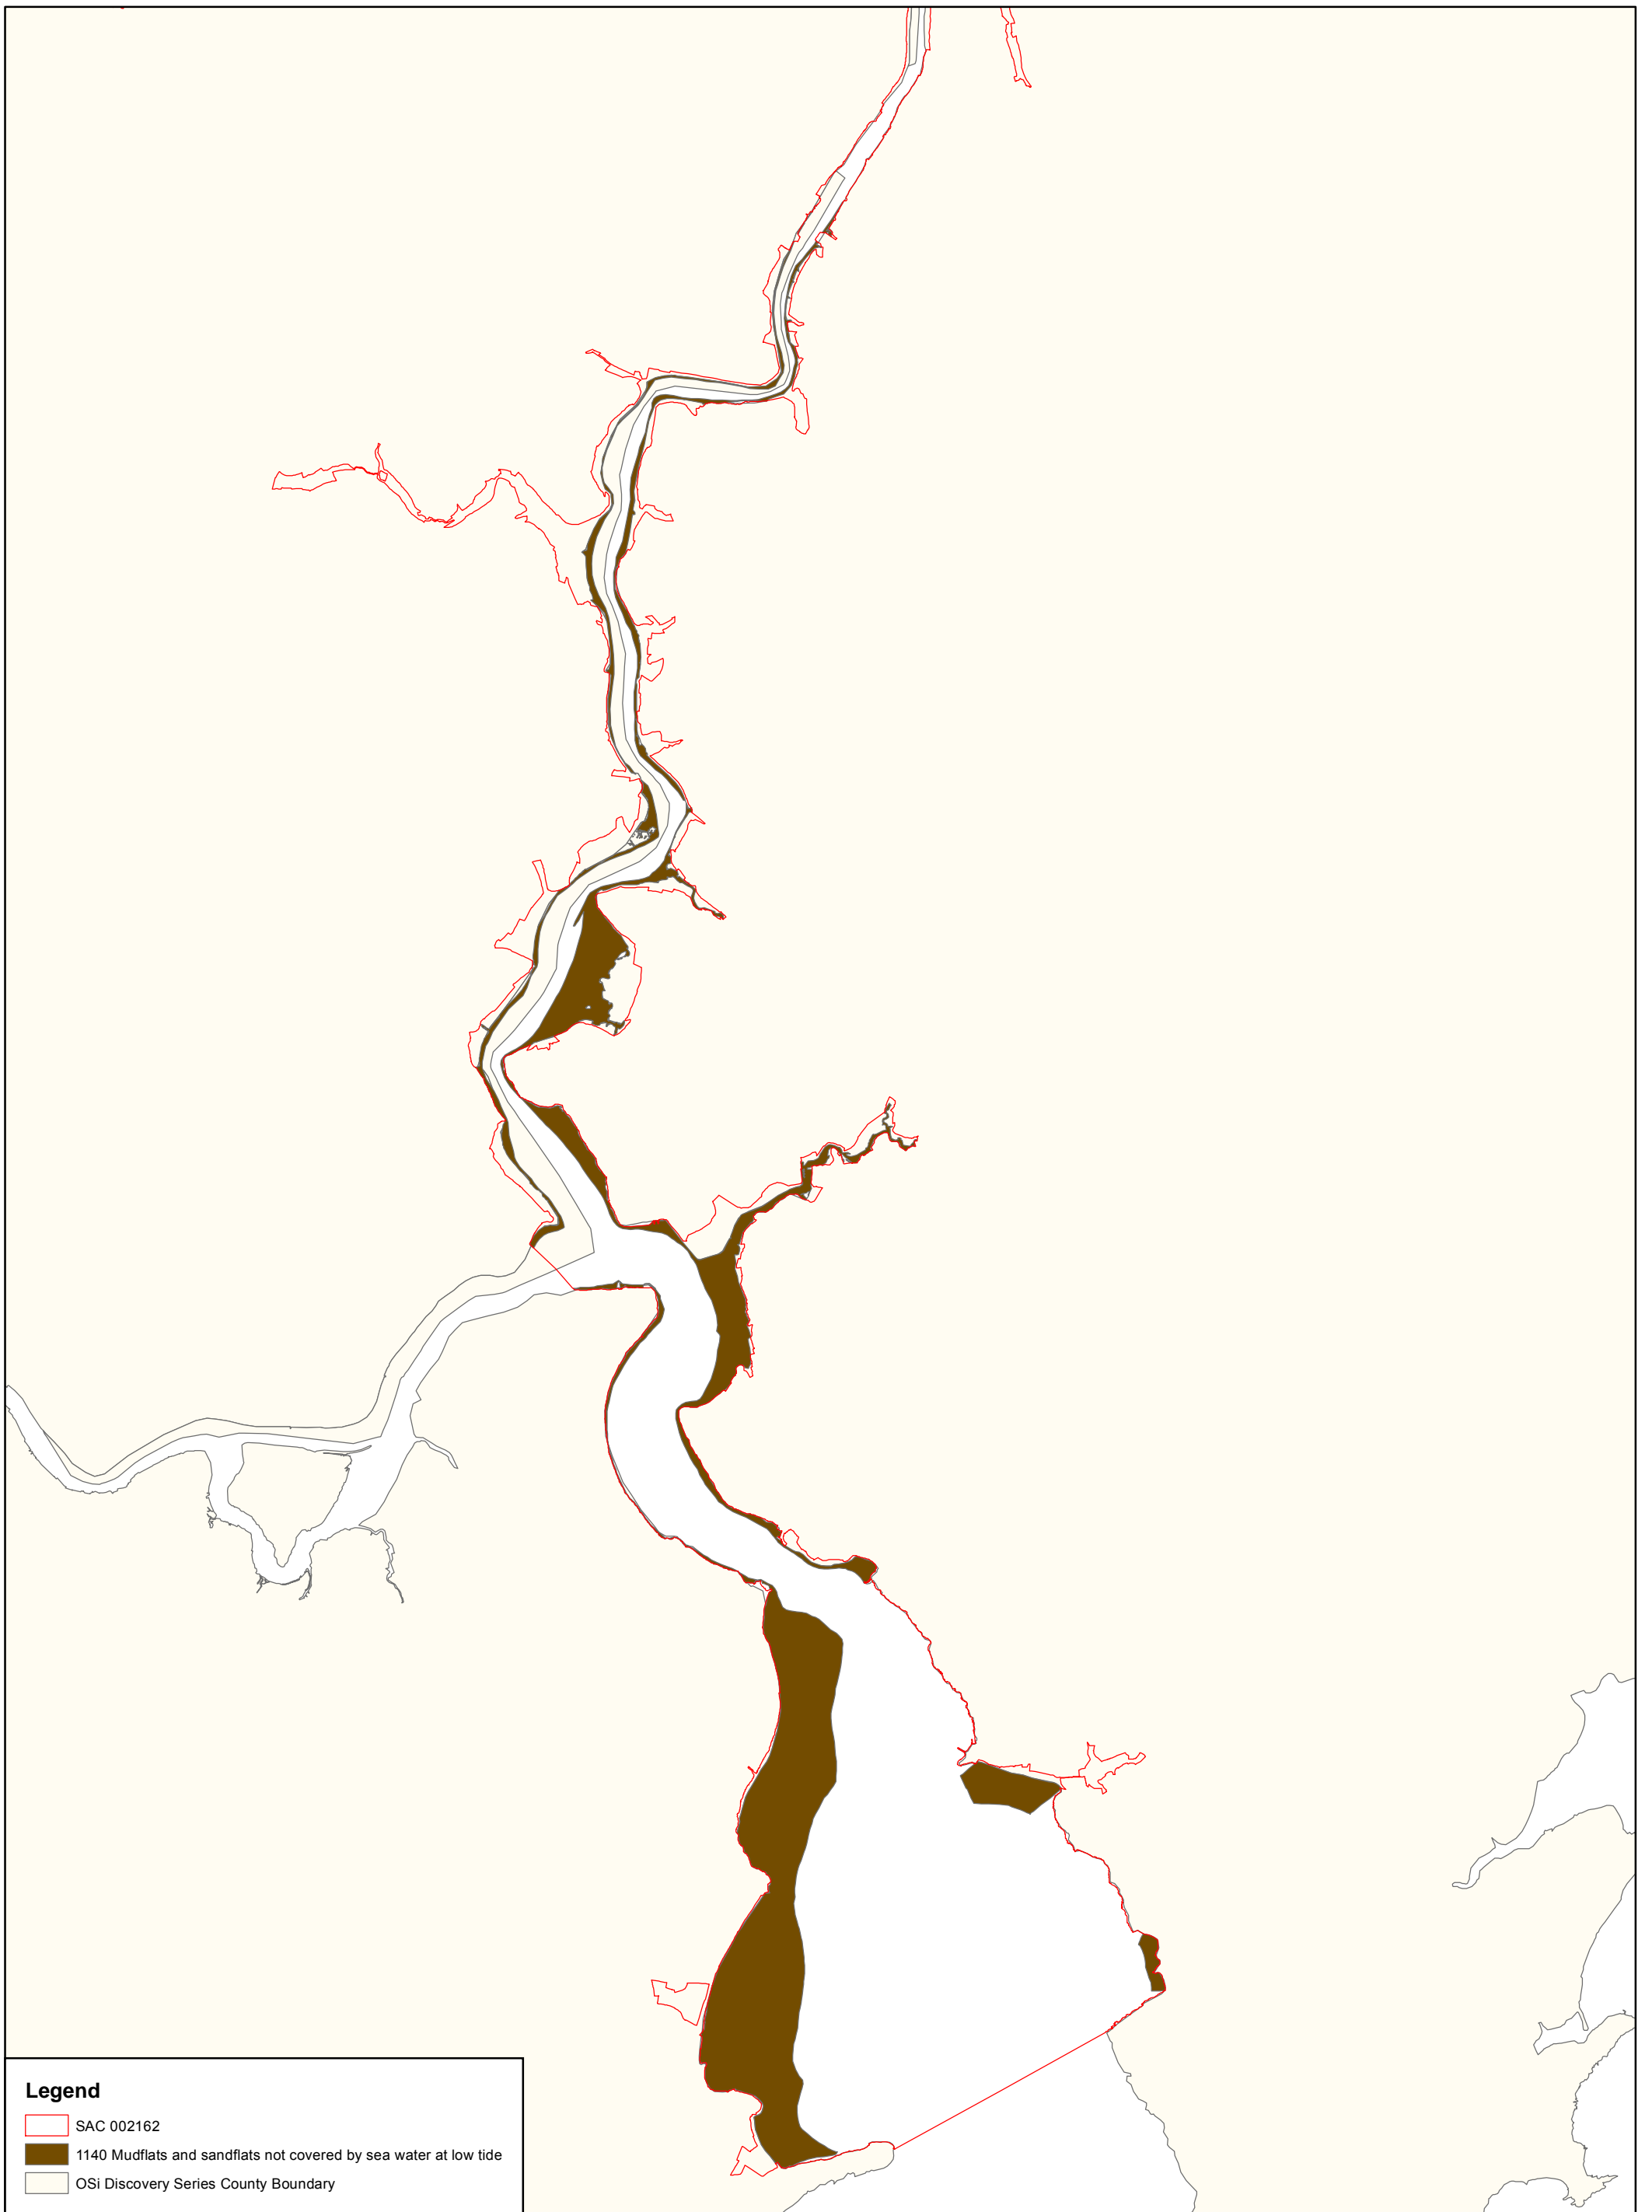 Legend
SAC 002162
1140 Mudflats and sandflats not covered by sea water at low tide
OSi Discovery Series County Boundary